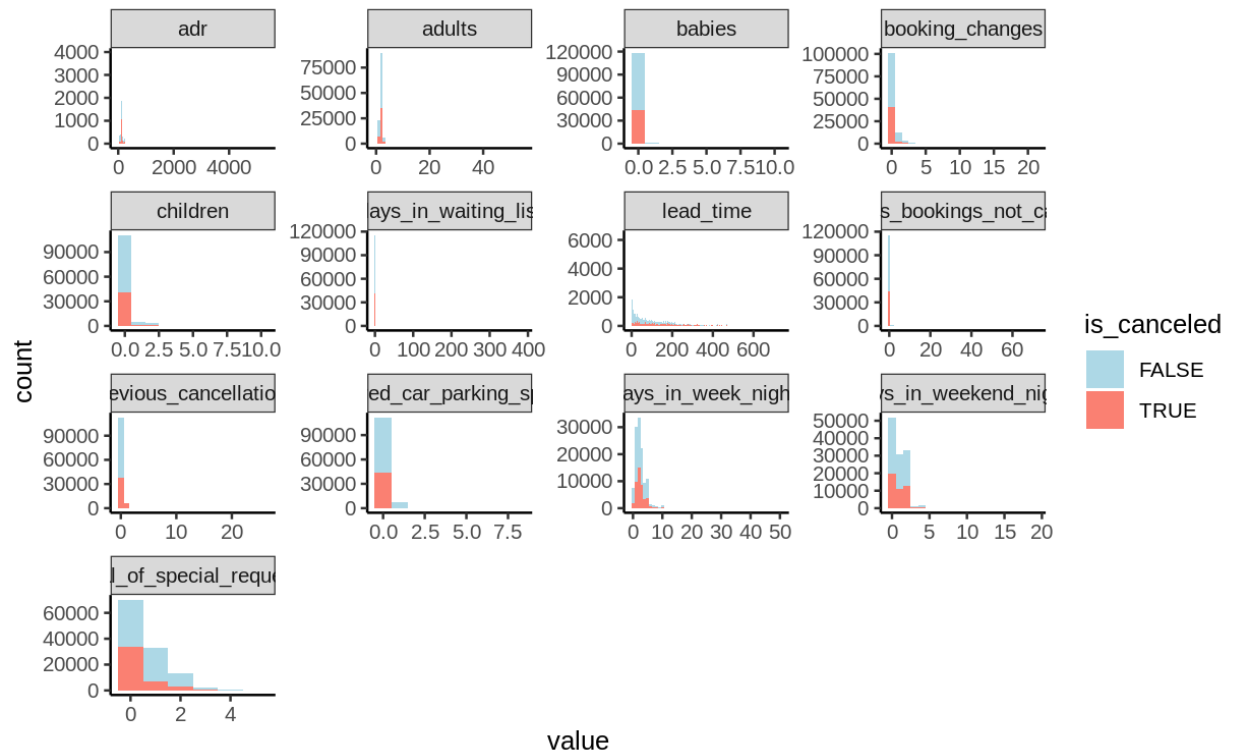 adr
adults
babies
booking_changes
4000
3000
2000
1000
0
0 2000 4000
75000
50000
25000
0
0 20 40
120000
90000
60000
30000
0
0.0 2.5 5.0 7.5 10.0
100000
75000
50000
25000
0
0 5 10 15 20
children
ays_in_waiting_lis
lead_time
s_bookings_not_ca
90000
60000
30000
0
0.0 2.5 5.0 7.5 10.0
120000
90000
60000
30000
0
0 100 200 300 400
6000
4000
2000
0
0 200 400 600
120000
90000
60000
30000
0
0 20 40 60
evious_cancellation
ed_car_parking_sp
ays_in_week_nigh
ys_in_weekend_nig
90000
60000
30000
0
0 10 20
90000
60000
30000
0
0.0 2.5 5.0 7.5
30000
20000
10000
0
0 10 20 30 40 50
50000
40000
30000
20000
10000
0
0 5 10 15 20
l_of_special_reque
60000
40000
20000
0
0 2 4
count
value
is_canceled
FALSE
TRUE